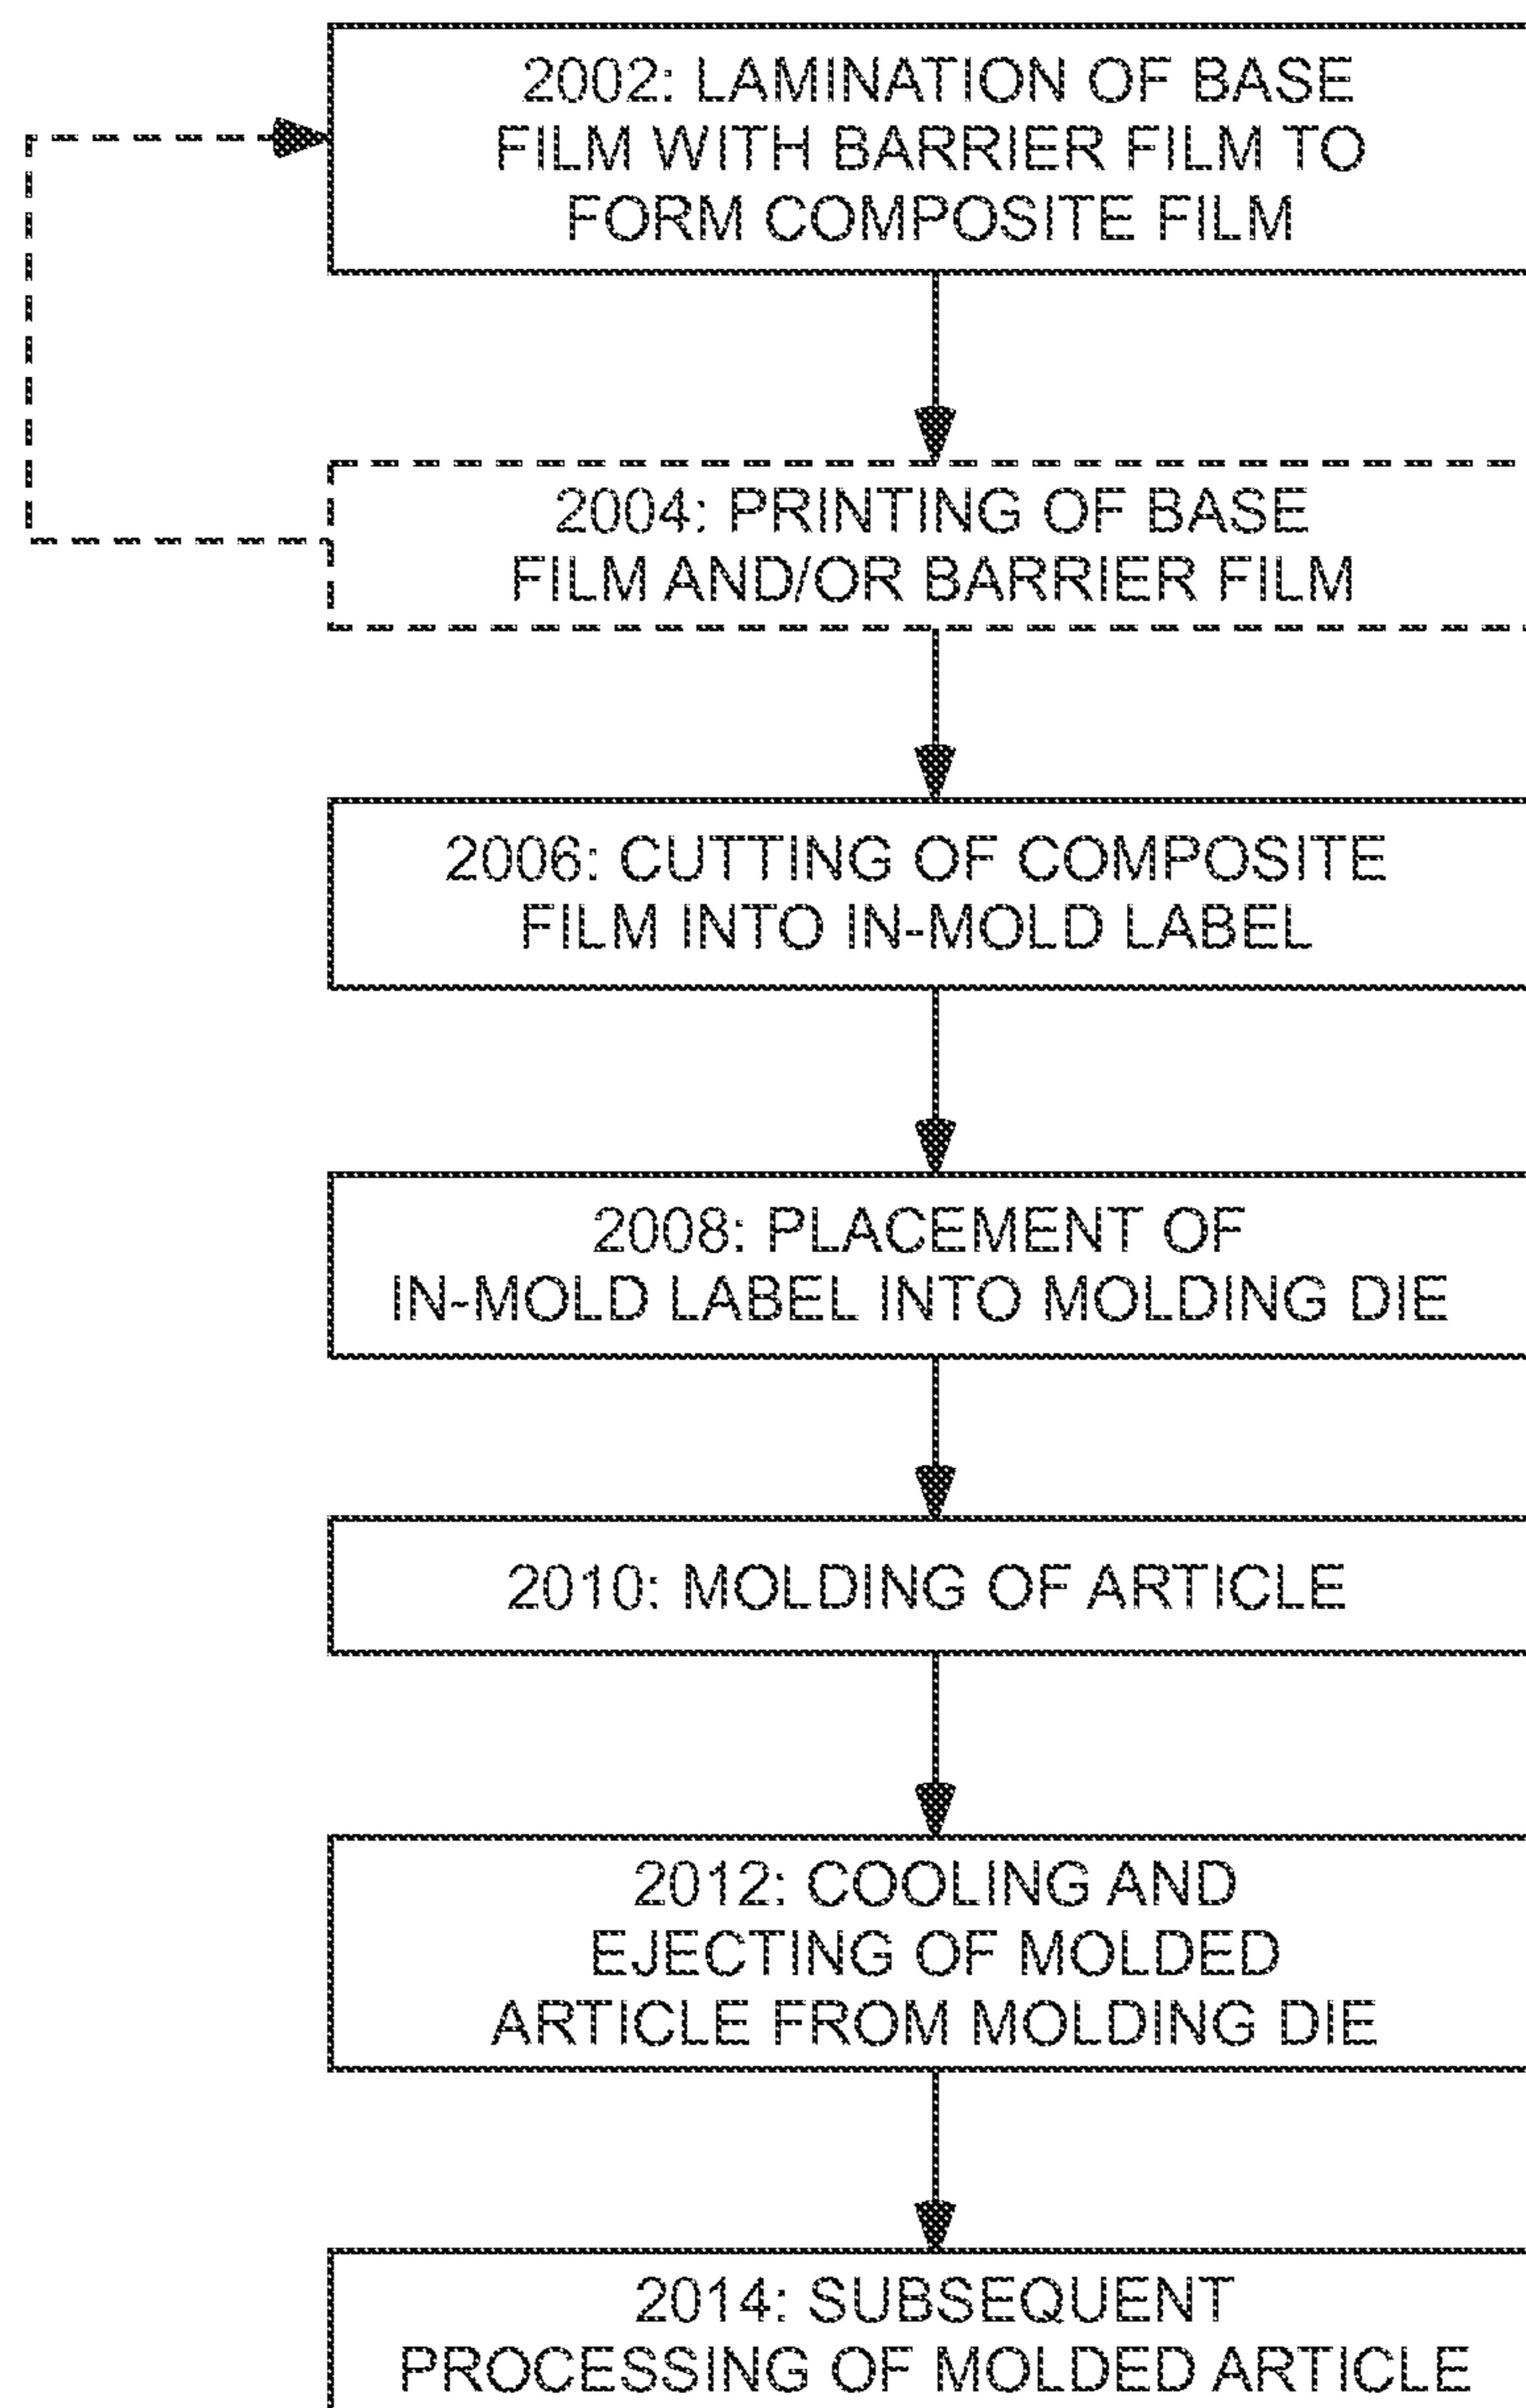 2002: LAMINATION OF BASE
FILM WITH BARRIER FILM TO
FORM COMPOSITE FILM
2004: PRINTING OF BASE
FILM AND/OR BARRIER FILM
2006: CUTTING OF COMPOSITE
FILM INTO IN-MOLD LABEL
2008: PLACEMENT OF
IN-MOLD LABEL INTO MOLDING DIE
2010: MOLDING OF ARTICLE
2012: COOLING AND
EJECTING OF MOLDED
ARTICLE FROM MOLDING DIE
2014: SUBSEQUENT
PROCESSING OF MOLDED ARTICLE